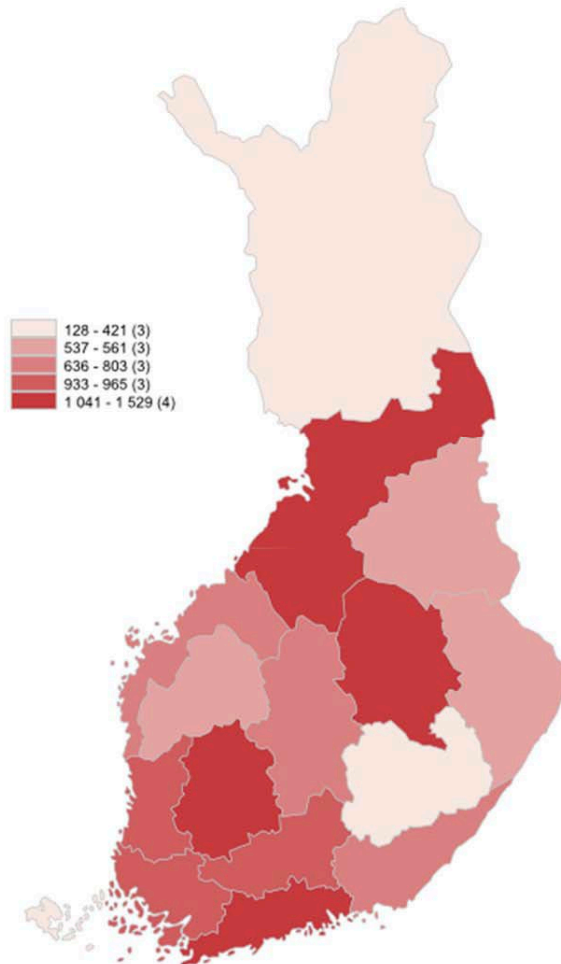 128 - 421 (3)
537 - 561 (3)
636 - 803 (3)
933 - 965 (3)
1 041 - 1 529 (4)